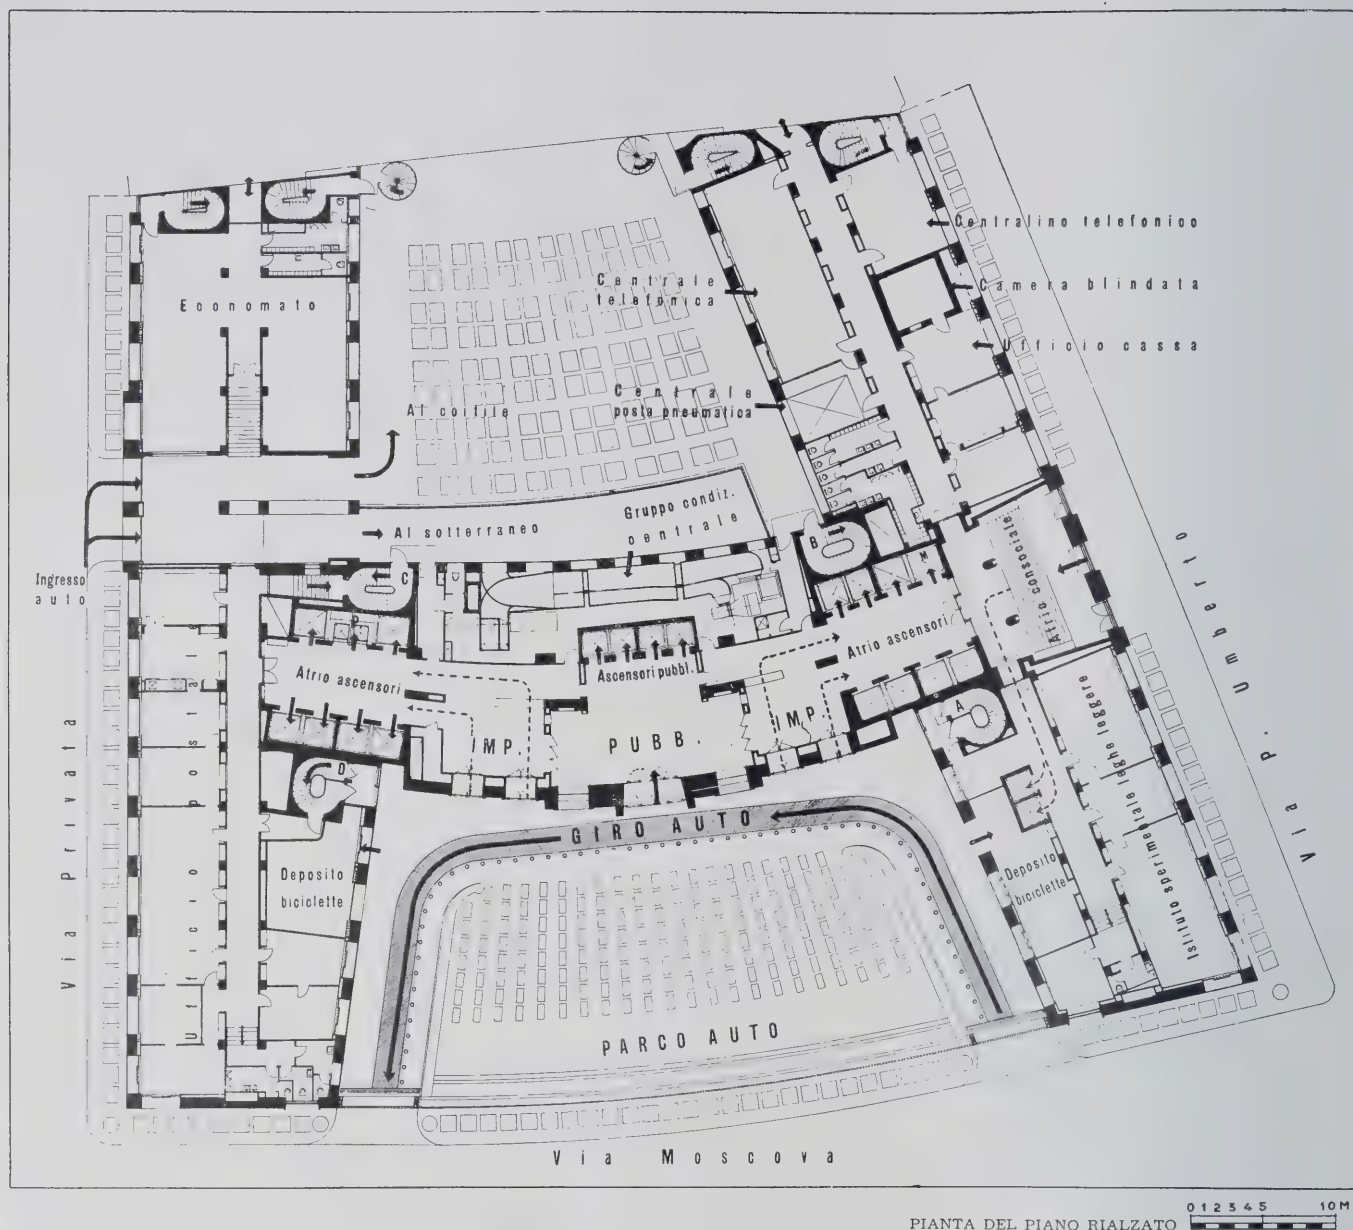 Centralino telefonico
Centrale
telefonica
Camera blindata
Economato
Ufficio cassa
Centrale
posta pneumatica
Al cortile
Gruppo condiz.
centrale
Al sotterraneo
Ingresso
auto
B
M
C
Atrio consociale
Atrio ascensori
Ascensori pubbl.
Atrio ascensori
IMP.
PUBB.
IMP.
A
D
GIRO AUTO
Deposito
biciclette
Deposito
biciclette
Istituto sperimentale leghe leggere
Ufficio postale
Via Privata
Via P. Umberto
PARCO AUTO
Via Moscova
PIANTA DEL PIANO RIALZATO
0 1 2 3 4 5 10 M